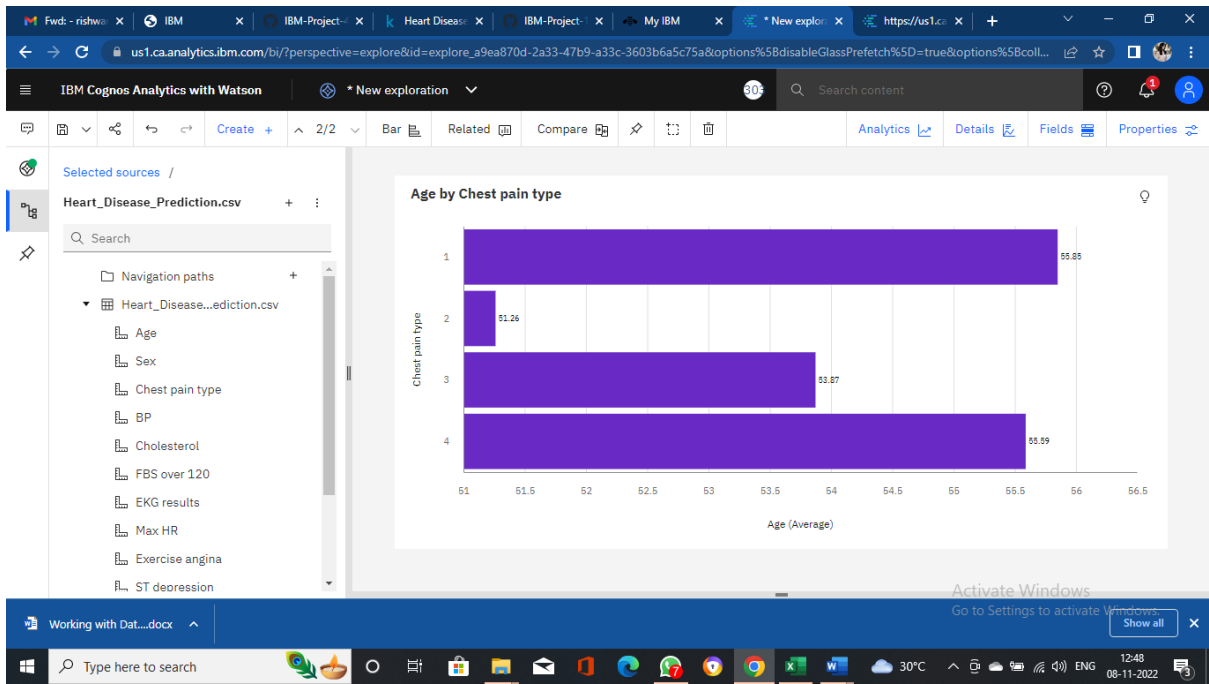 Fwd: - rishwa
IBM
IBM-Project-4
Heart Disease
IBM-Project-1
My IBM
* New explora
https://us1.ca
us1.ca.analytics.ibm.com/bi/?perspective=explore&id=explore_a9ea870d-2a33-47b9-a33c-3603b6a5c75a&options%5BdisableGlassPrefetch%5D=true&options%5Bcoll...
IBM Cognos Analytics with Watson
* New exploration
303
Search content
1
Create +
2/2
Bar
Related
Compare
Analytics
Details
Fields
Properties
Selected sources /
Heart_Disease_Prediction.csv
Search
Navigation paths
Heart_Disease...ediction.csv
Age
Sex
Chest pain type
BP
Cholesterol
FBS over 120
EKG results
Max HR
Exercise angina
ST depression
Age by Chest pain type
Chest pain type
1
55.85
2
51.26
3
53.87
4
55.59
51 51.5 52 52.5 53 53.5 54 54.5 55 55.5 56 56.5
Age (Average)
Activate Windows
Go to Settings to activate Windows.
Working with Dat....docx
Show all
Type here to search
7
30°C
ENG
12:48
08-11-2022
3